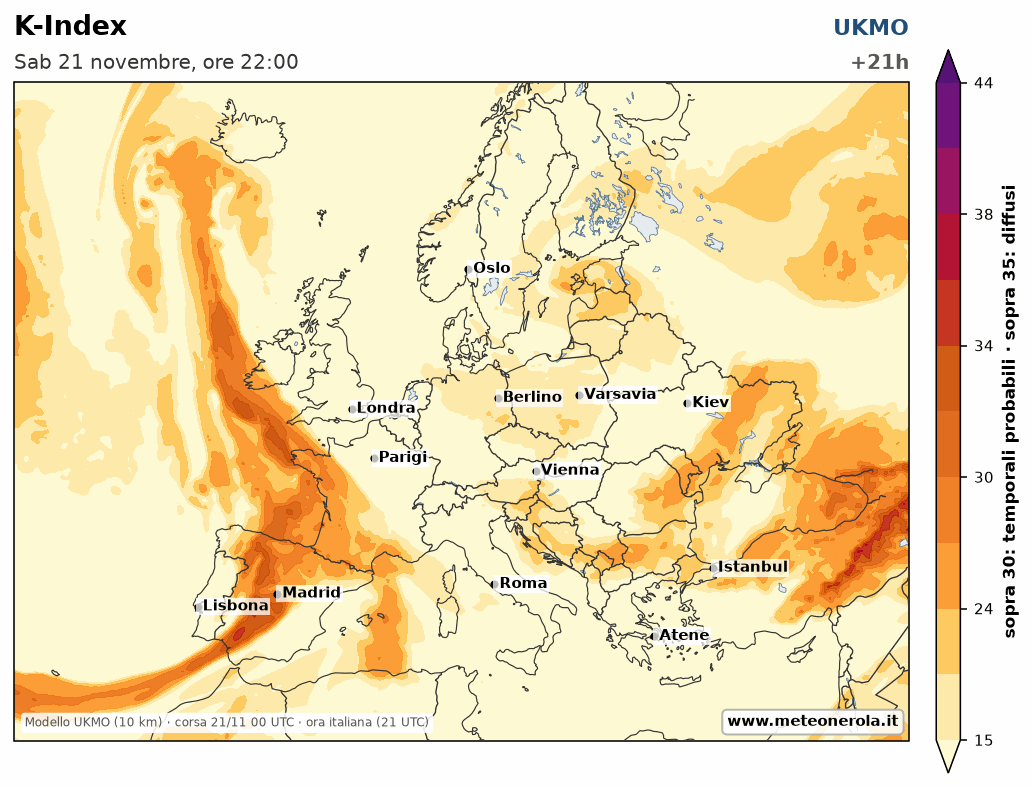 K-Index
UKMO
Sab 21 novembre, ore 22:00
+21h
44
38
34
30
24
15
sopra 30: temporali probabili · sopra 35: diffusi
Oslo
Londra
Berlino
Varsavia
Kiev
Parigi
Vienna
Istanbul
Roma
Madrid
Lisbona
Atene
Modello UKMO (10 km) · corsa 21/11 00 UTC · ora italiana (21 UTC)
www.meteonerola.it